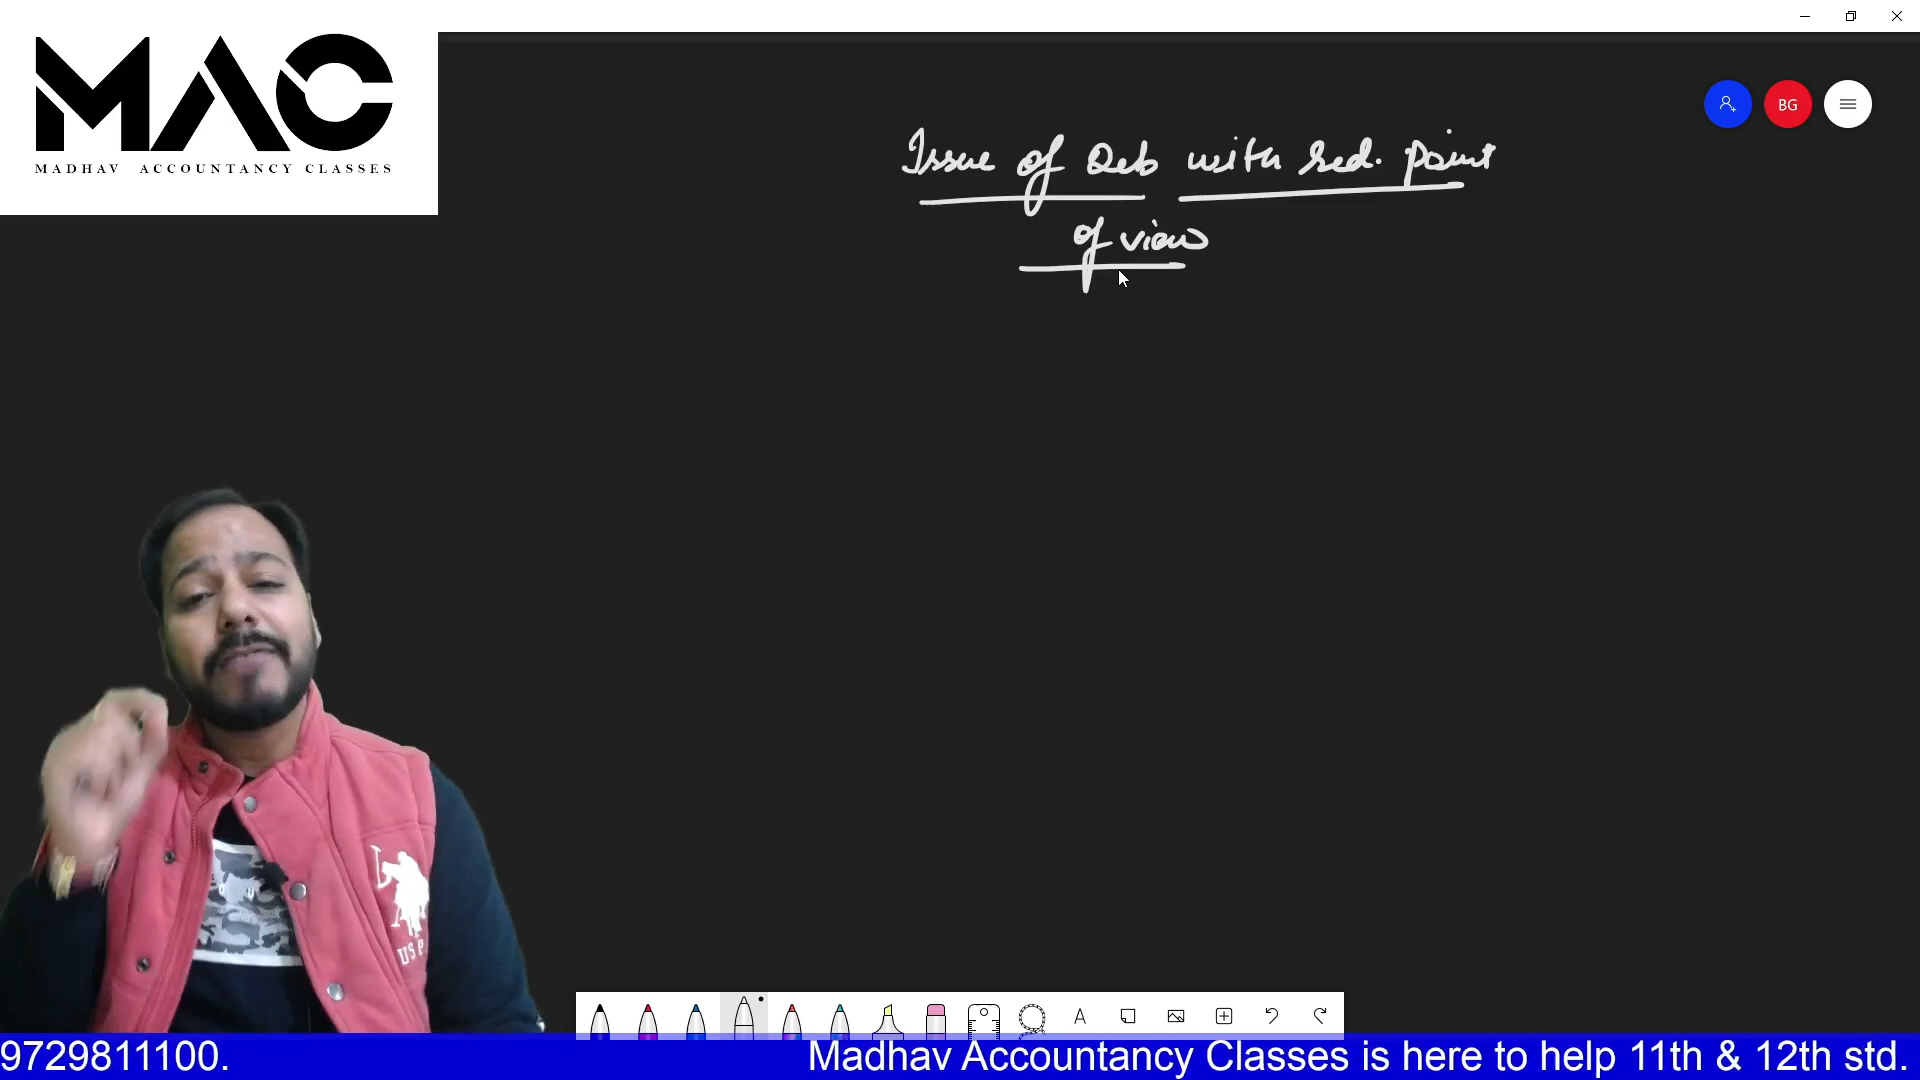 MAC
MADHAV ACCOUNTANCY CLASSES
BG
Issue of Deb with red. point
of view
USP
A
9729811100.
Madhav Accountancy Classes is here to help 11th & 12th std.